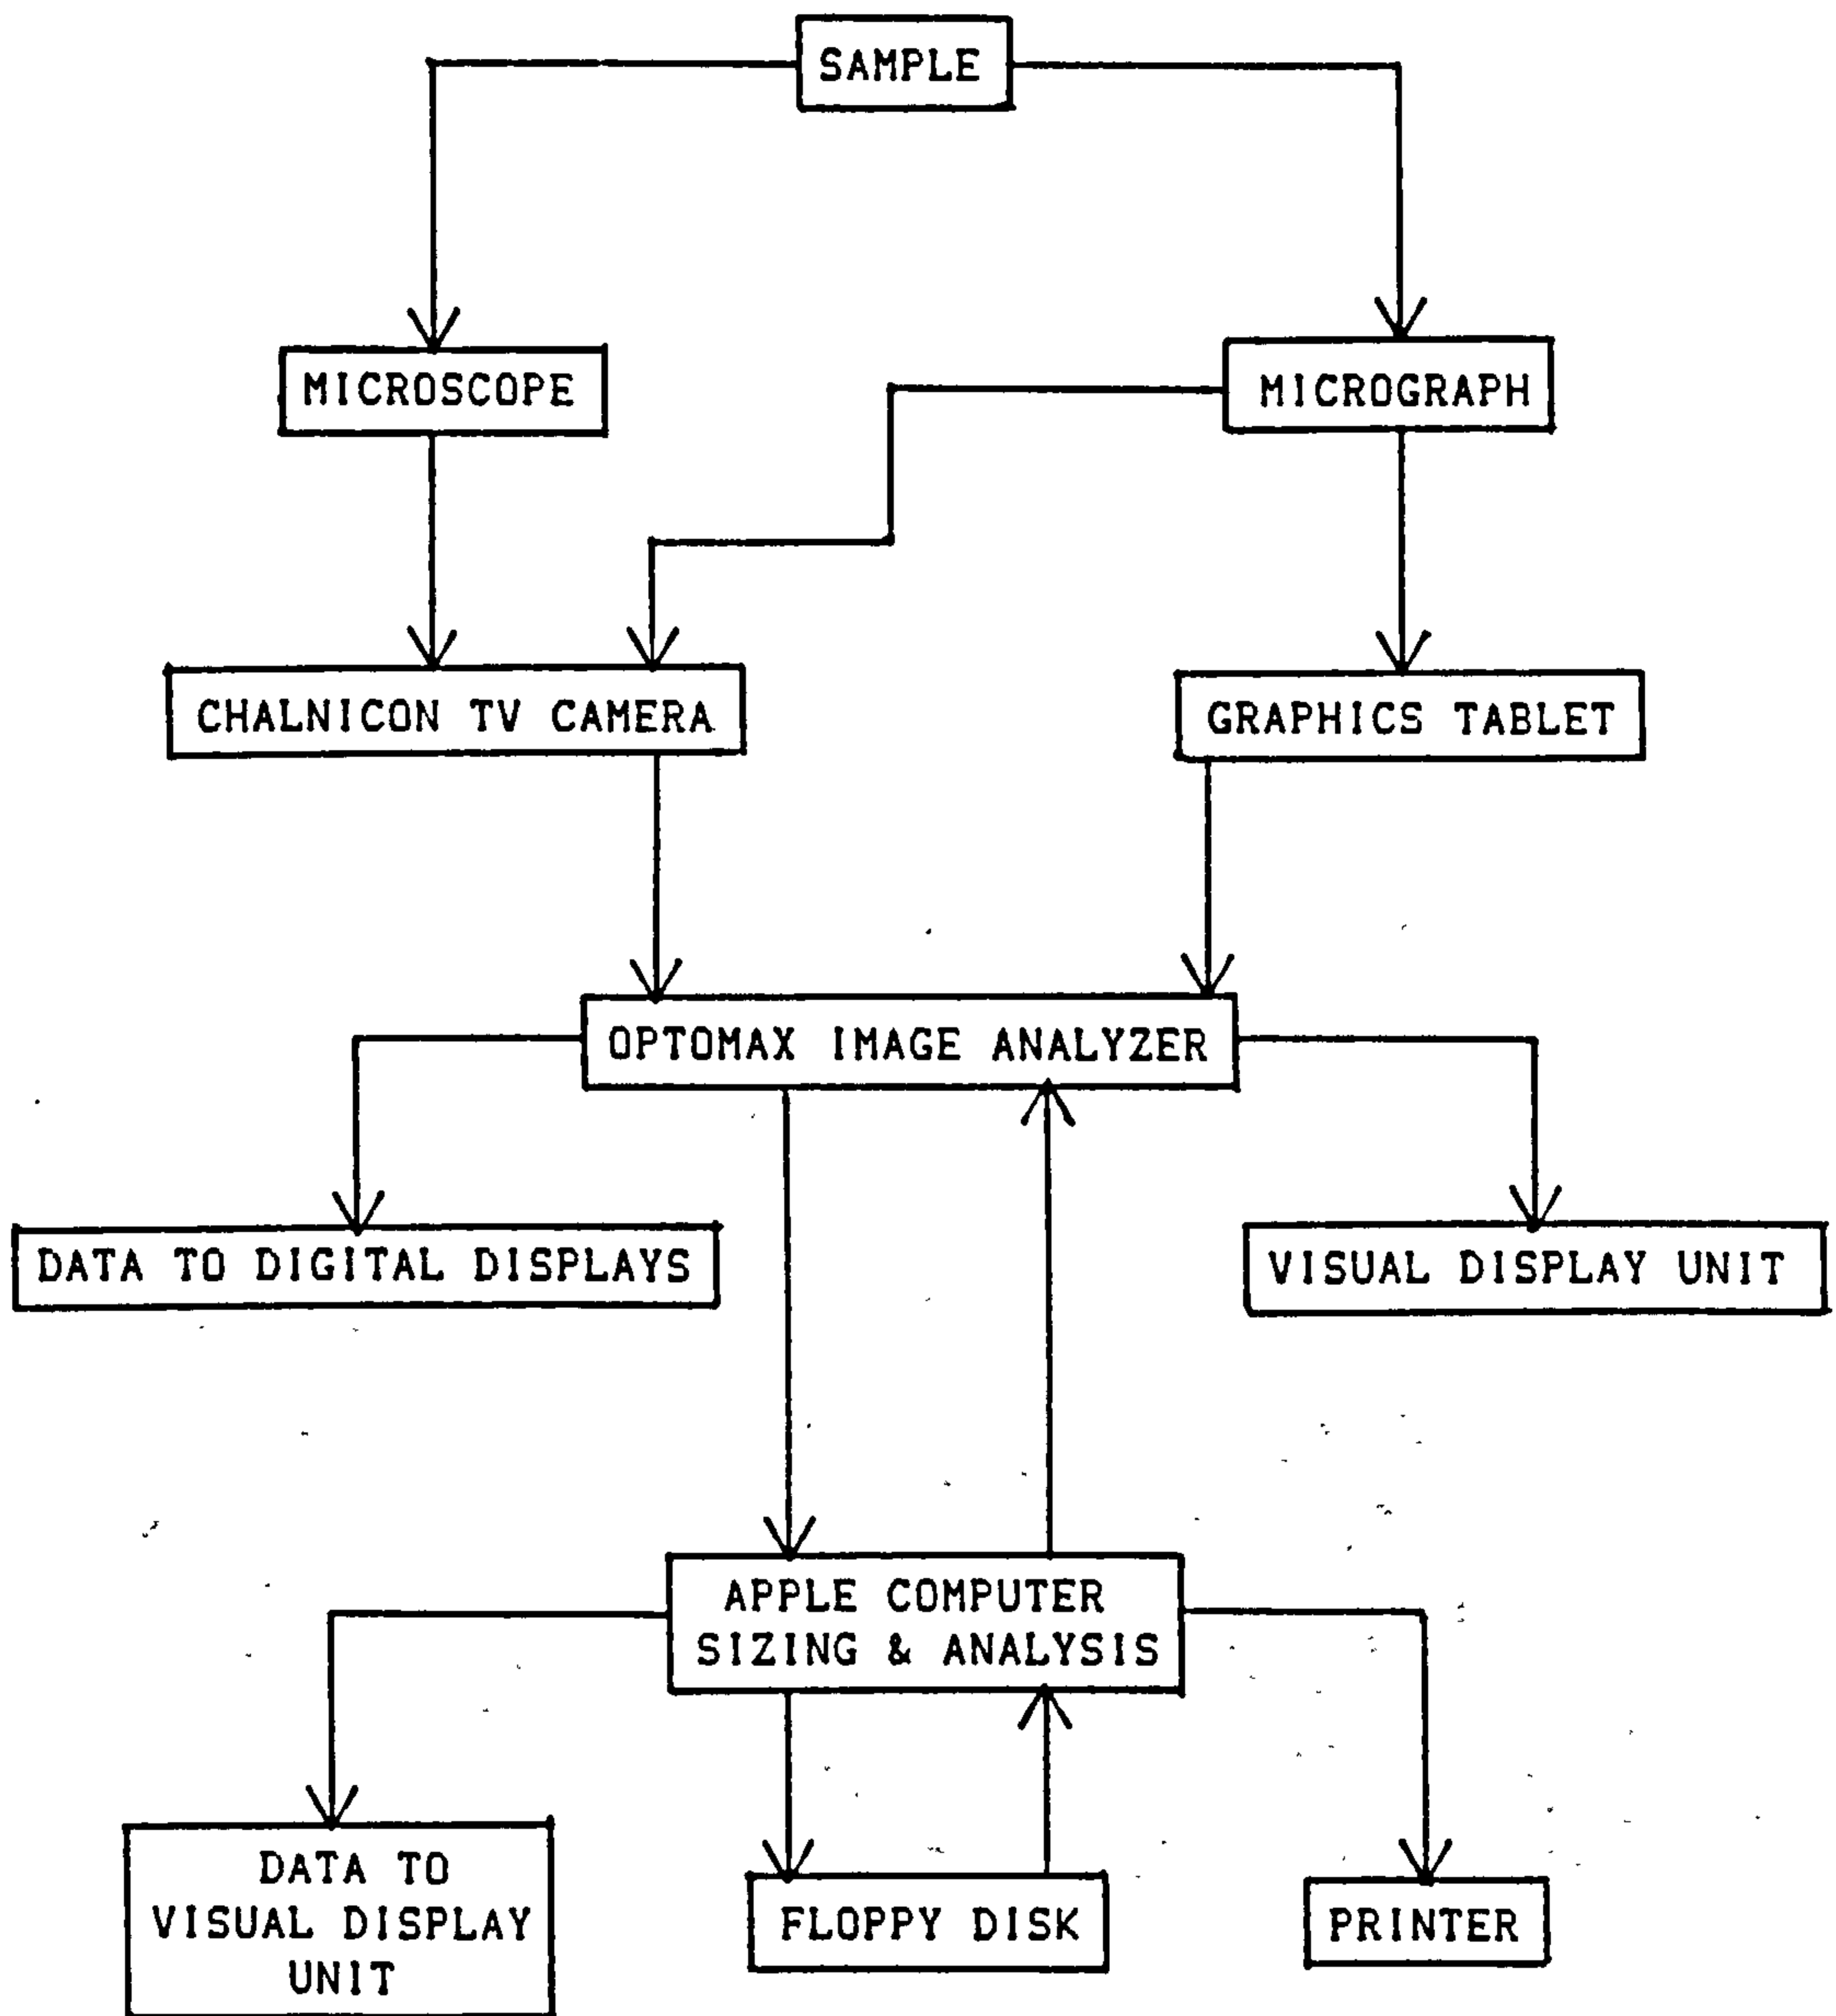 SAMPLE
MICROSCOPE
MICROGRAPH
CHALNICON TV CAMERA
GRAPHICS TABLET
OPTOMAX IMAGE ANALYZER
DATA TO DIGITAL DISPLAYS
VISUAL DISPLAY UNIT
APPLE COMPUTER
SIZING & ANALYSIS
DATA TO
VISUAL DISPLAY
UNIT
FLOPPY DISK
PRINTER